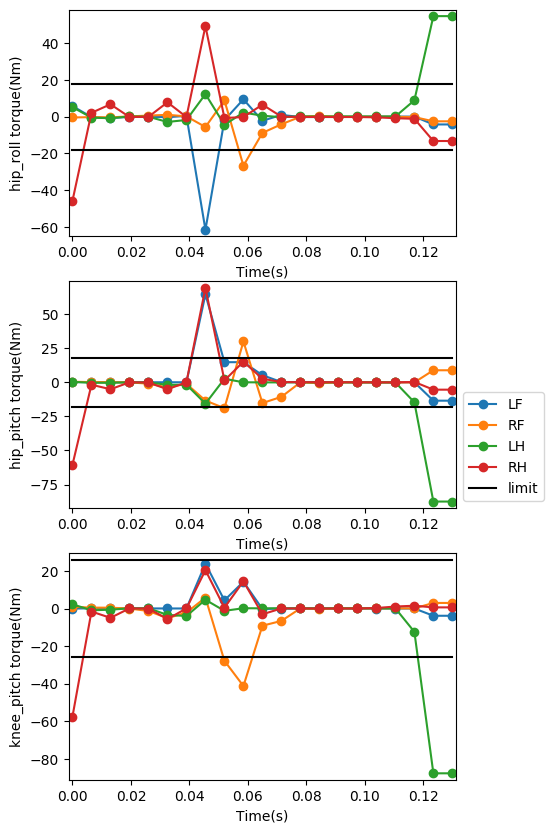 40
20
0
−20
−40
−60
hip_roll torque(Nm)
0.00 0.02 0.04 0.06 0.08 0.10 0.12
Time(s)
50
25
0
−25
−50
−75
hip_pitch torque(Nm)
0.00 0.02 0.04 0.06 0.08 0.10 0.12
Time(s)
LF
RF
LH
RH
limit
20
0
−20
−40
−60
−80
knee_pitch torque(Nm)
0.00 0.02 0.04 0.06 0.08 0.10 0.12
Time(s)